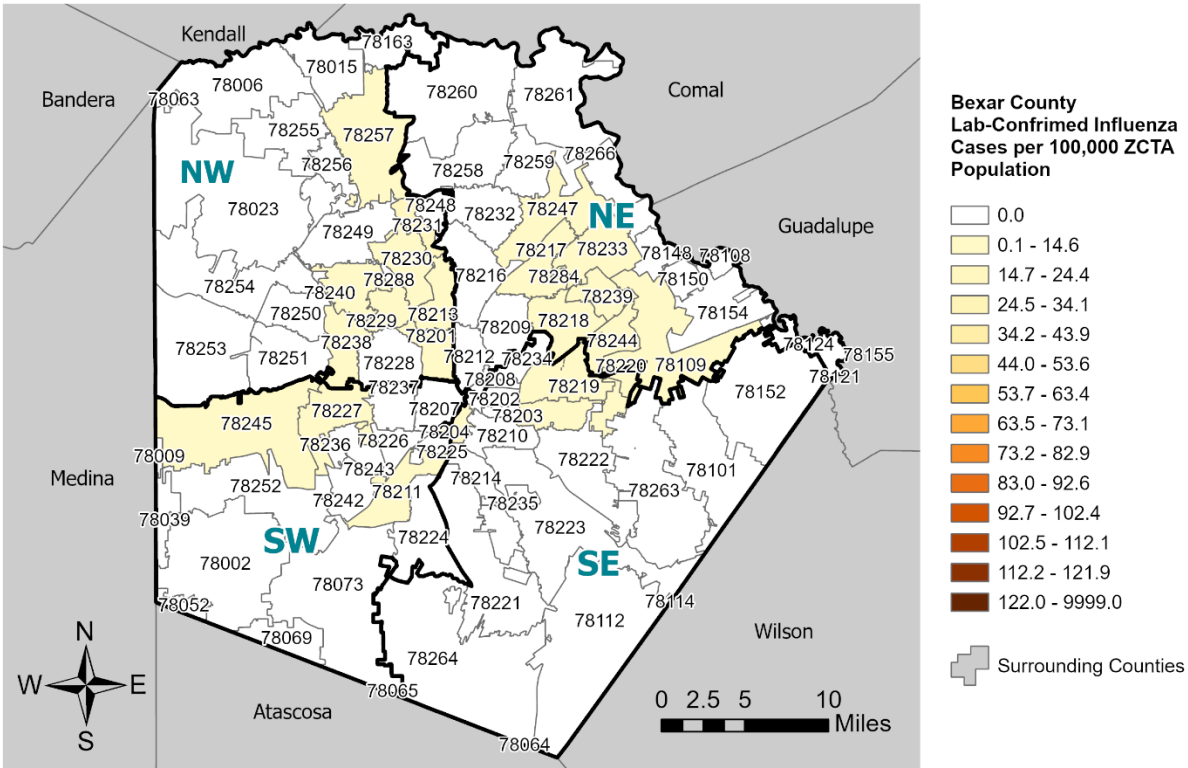 Kendall
78163
78015
Bandera
78006
78063
78260
78261
Comal
78255
78257
78256
78266
78259
78258
NW
78023
78248
78232
78247
NE
78231
78249
Guadalupe
78230
78217
78233
78148
78108
78216
78284
78150
78254
78240
78288
78239
78154
78250
78229
78213
78218
78209
78201
78238
78244
78124
78253
78251
78228
78212
78234
78220
78109
78155
78208
78219
78121
78237
78152
78202
78207
78245
78227
78203
78204
78210
78236
78226
78225
78009
78222
78243
78101
Medina
78252
78211
78214
78263
78242
78235
78039
78223
78224
SW
SE
78002
78073
78052
78221
78114
78112
78069
78264
Wilson
78065
Atascosa
78064
N
W
E
S
0 2.5 5 10
Miles
Bexar County
Lab-Confrimed Influenza
Cases per 100,000 ZCTA
Population
0.0
0.1 - 14.6
14.7 - 24.4
24.5 - 34.1
34.2 - 43.9
44.0 - 53.6
53.7 - 63.4
63.5 - 73.1
73.2 - 82.9
83.0 - 92.6
92.7 - 102.4
102.5 - 112.1
112.2 - 121.9
122.0 - 9999.0
Surrounding Counties